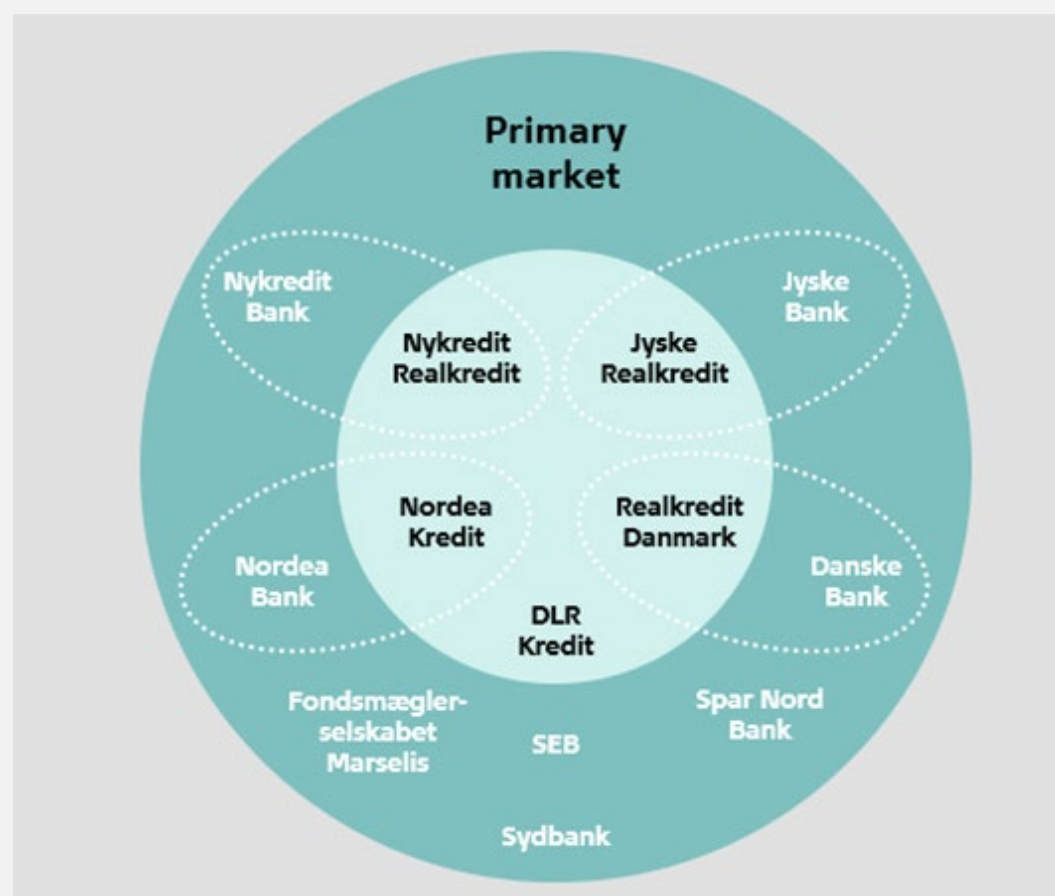 Primary
market
Nykredit
Bank
Jyske
Bank
Nykredit
Realkredit
Jyske
Realkredit
Nordea
Kredit
Realkredit
Danmark
Nordea
Bank
Danske
Bank
DLR
Kredit
Fondsmægler-
selskabet
Marselis
SEB
Spar Nord
Bank
Sydbank